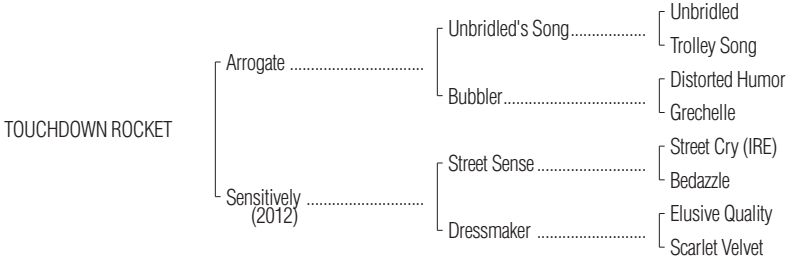 Unbridled
Unbridled's Song..................
Trolley Song
Arrogate ................................
Distorted Humor
Bubbler..................................
Grechelle
TOUCHDOWN ROCKET
Street Cry (IRE)
Street Sense ..........................
Bedazzle
Sensitively ............................
(2012)
Elusive Quality
Dressmaker ..........................
Scarlet Velvet